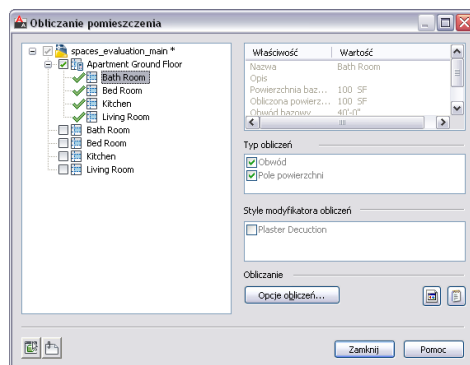 Obliczanie pomieszczenia
spaces_evaluation_main *
Apartment Ground Floor
Bath Room
Bed Room
Kitchen
Living Room
Bath Room
Bed Room
Kitchen
Living Room
Właściwość Wartość
Nazwa Bath Room
Opis
Powierzchnia baz... 100 SF
Obliczona powierz... 100 SF
Obwód bazowy 40'-0"
Typ obliczeń
Obwód
Pole powierzchni
Style modyfikatora obliczeń
Plaster Decuction
Obliczanie
Opcje obliczeń...
Zamknij Pomoc